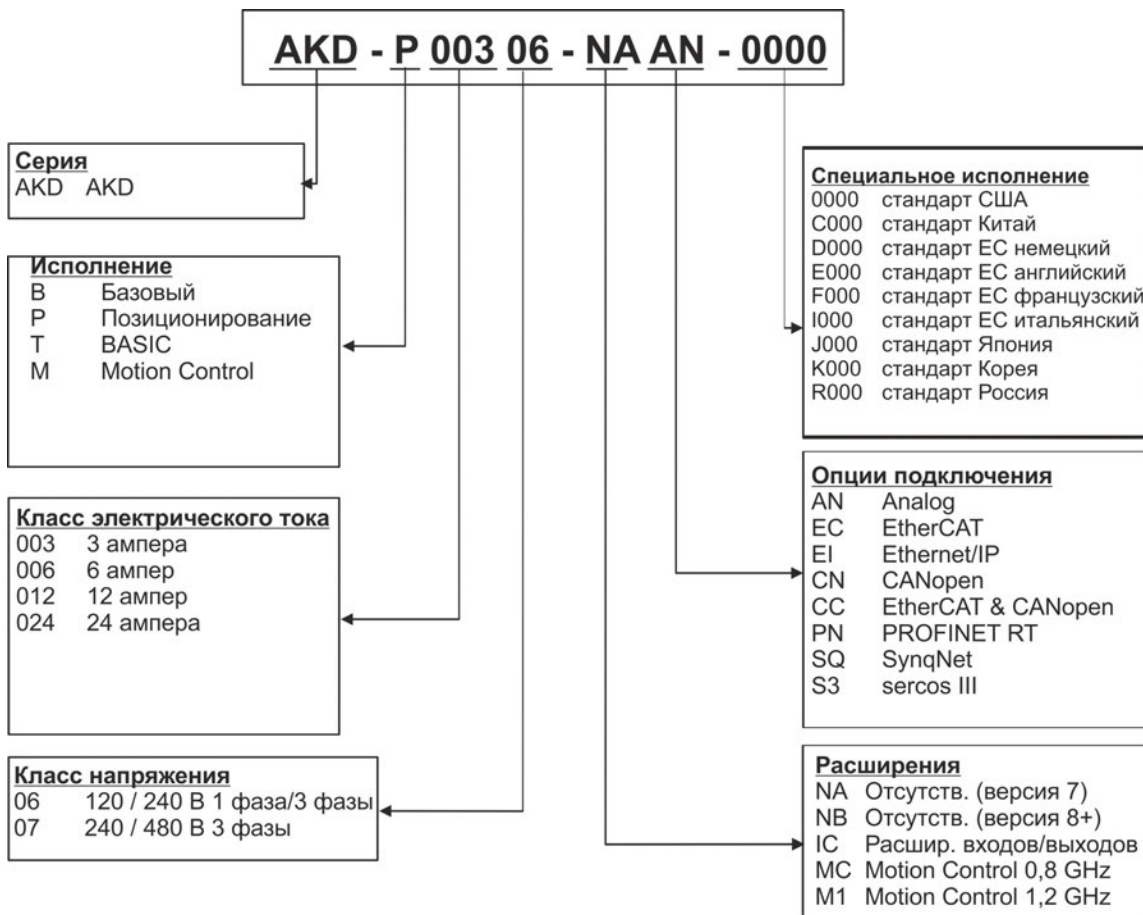 AKD - P 003 06 - NA AN - 0000
Серия
AKD AKD
Исполнение
B Базовый
P Позиционирование
T BASIC
M Motion Control
Класс электрического тока
003 3 ампера
006 6 ампер
012 12 ампер
024 24 ампера
Класс напряжения
06 120 / 240 В 1 фаза/3 фазы
07 240 / 480 В 3 фазы
Специальное исполнение
0000 стандарт США
C000 стандарт Китай
D000 стандарт ЕС немецкий
E000 стандарт ЕС английский
F000 стандарт ЕС французский
I000 стандарт ЕС итальянский
J000 стандарт Япония
K000 стандарт Корея
R000 стандарт Россия
Опции подключения
AN Analog
EC EtherCAT
EI Ethernet/IP
CN CANopen
CC EtherCAT & CANopen
PN PROFINET RT
SQ SynqNet
S3 sercos III
Расширения
NA Отсутств. (версия 7)
NB Отсутств. (версия 8+)
IC Расшир. входов/выходов
MC Motion Control 0,8 GHz
M1 Motion Control 1,2 GHz